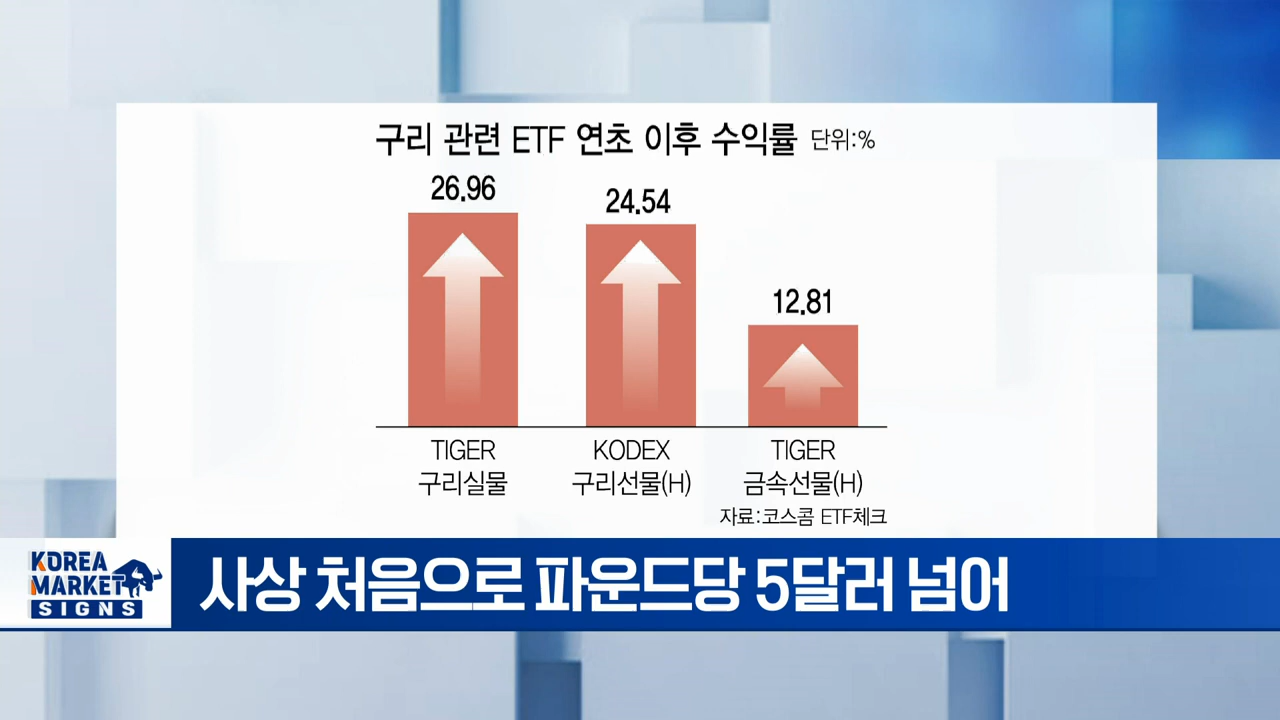 구리 관련 ETF 연초 이후 수익률 단위:%
26.96
24.54
12.81
TIGER
구리실물
KODEX
구리선물(H)
TIGER
금속선물(H)
자료:코스콤 ETF체크
KOREA
MARKET
SIGNS
사상 처음으로 파운드당 5달러 넘어